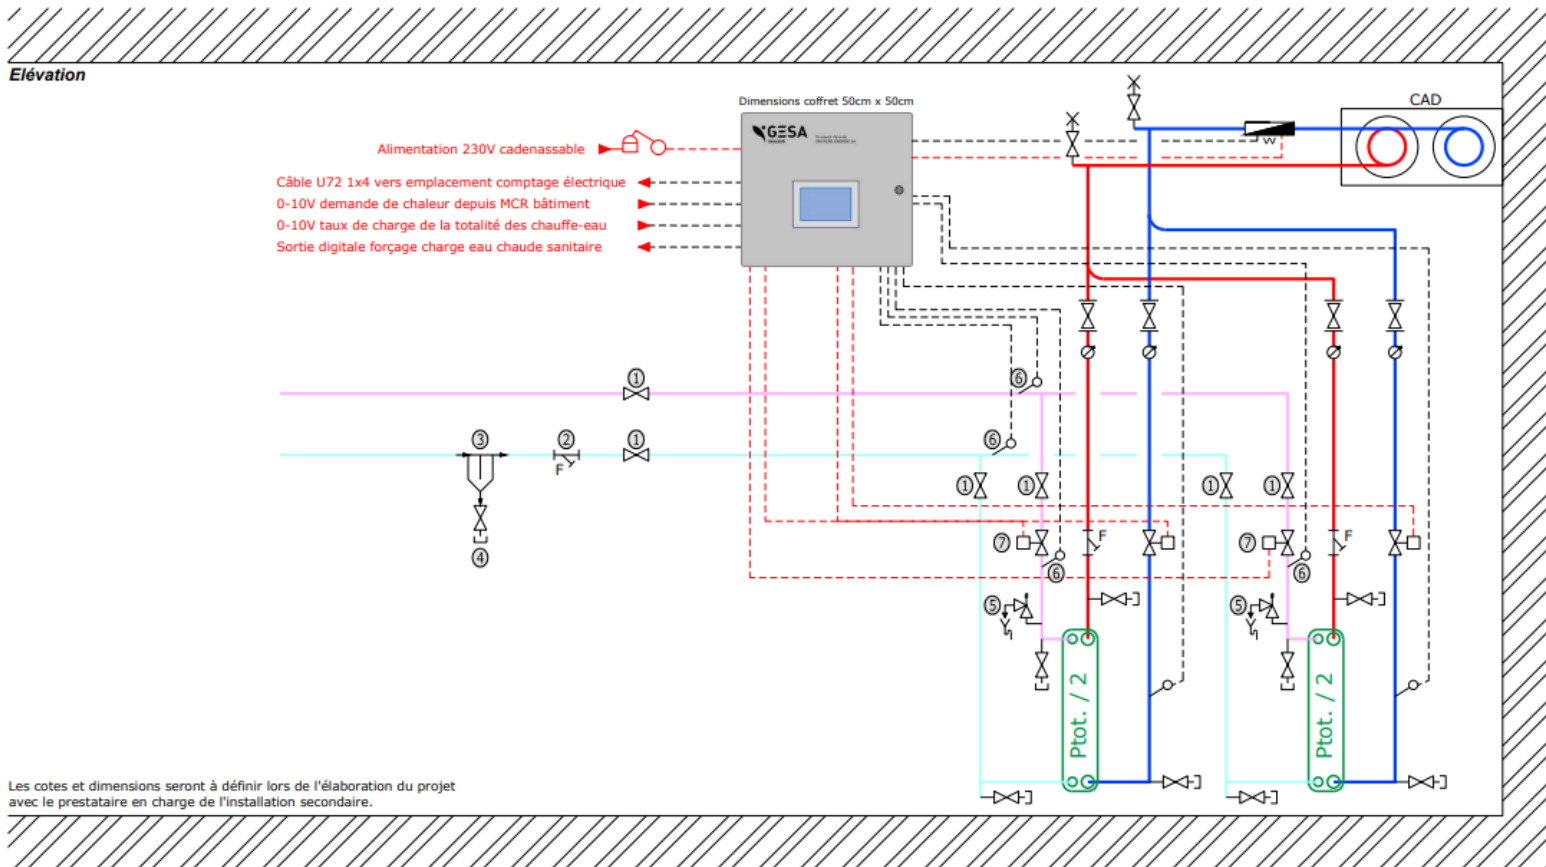 Elévation
Dimensions coffret 50cm x 50cm
CAD
GESA
Alimentation 230V cadenassable
Câble U72 1x4 vers emplacement comptage électrique
0-10V demande de chaleur depuis MCR bâtiment
0-10V taux de charge de la totalité des chauffe-eau
Sortie digitale forçage charge eau chaude sanitaire
1
6
3
2
1
6
F
1
1
1
1
4
7
F
6
7
F
6
5
5
Ptot. / 2
Ptot. / 2
Les cotes et dimensions seront à définir lors de l'élaboration du projet
avec le prestataire en charge de l'installation secondaire.